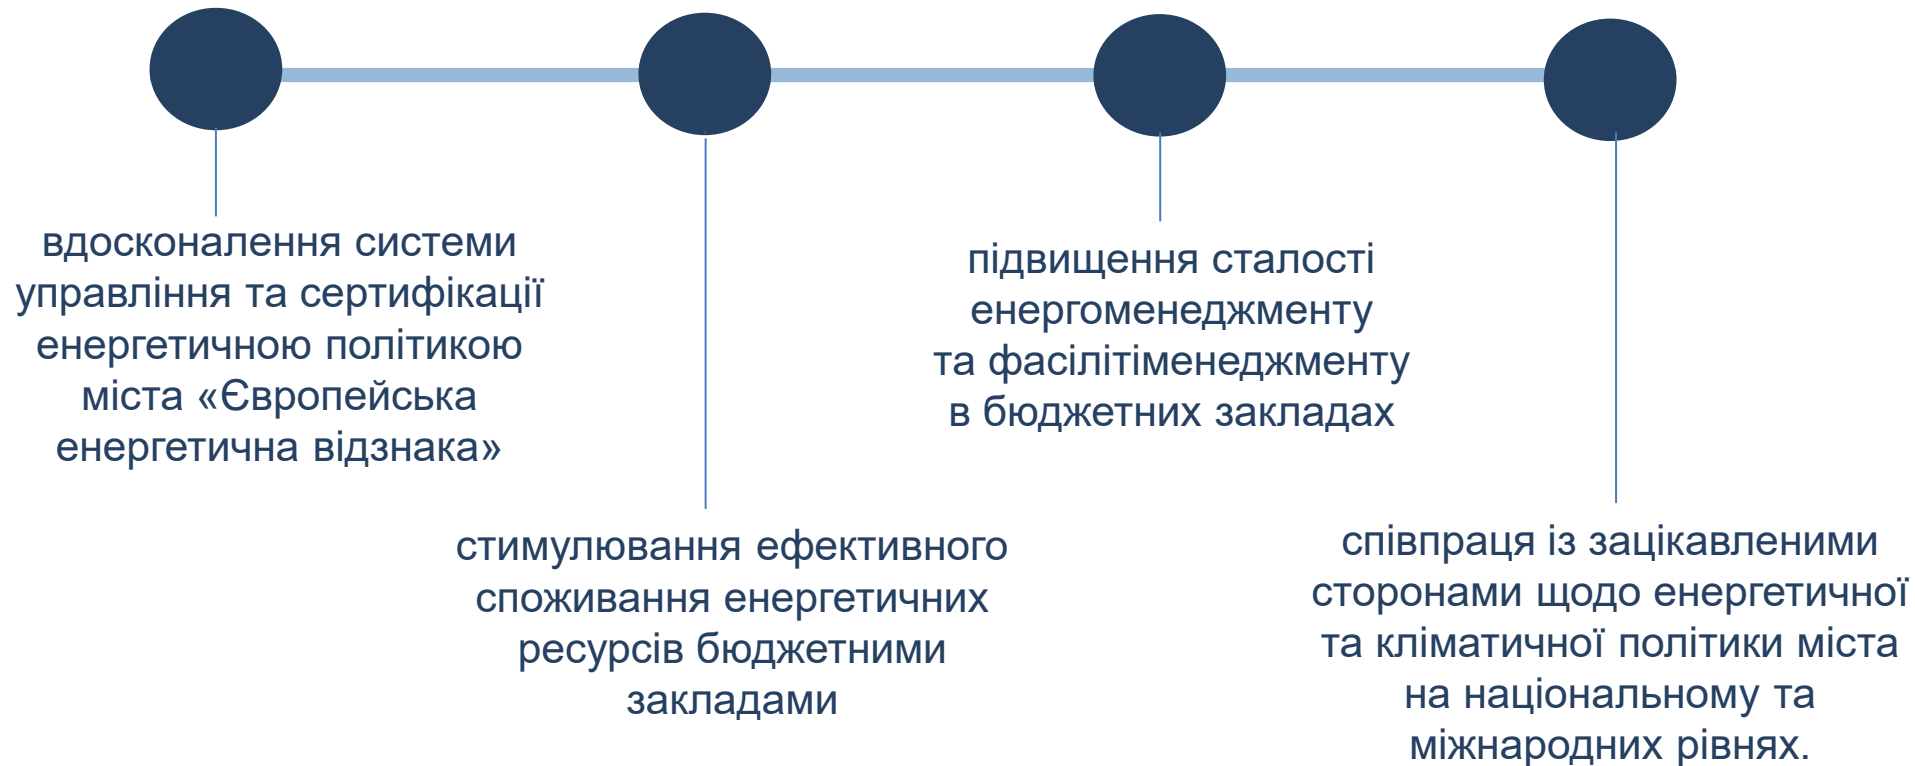 вдосконалення системи
управління та сертифікації
енергетичною політикою
міста «Європейська
енергетична відзнака»
стимулювання ефективного
споживання енергетичних
ресурсів бюджетними
закладами
підвищення сталості
енергоменеджменту
та фасілітіменеджменту
в бюджетних закладах
співпраця із зацікавленими
сторонами щодо енергетичної
та кліматичної політики міста
на національному та
міжнародних рівнях.